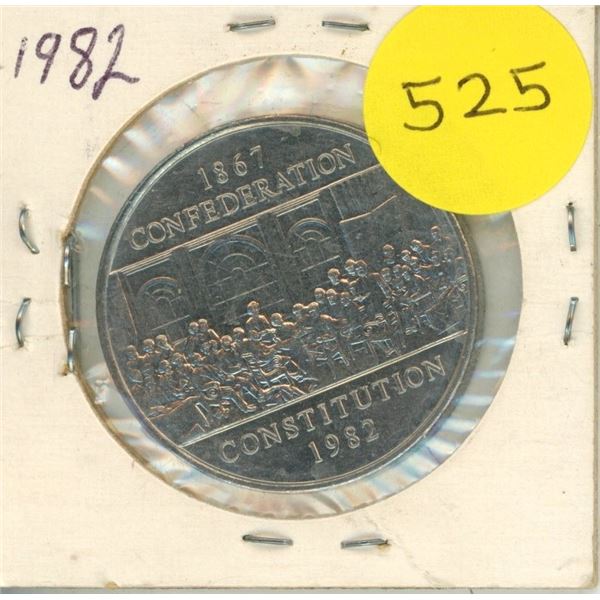 1982
525
1867
CONFEDERATION
CONSTITUTION
1982